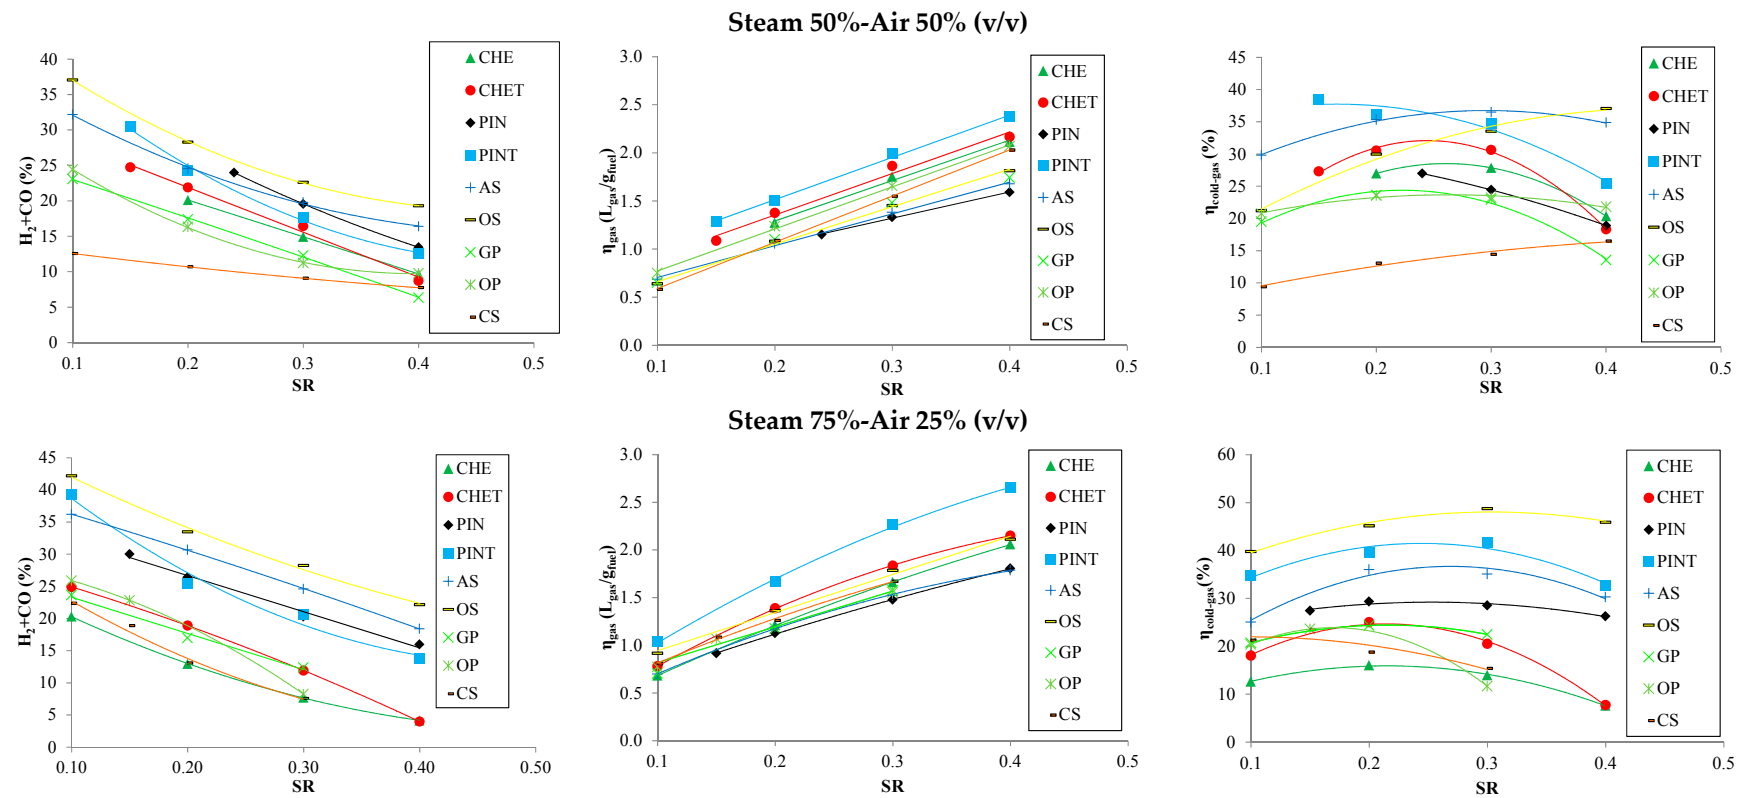 Steam 50%-Air 50% (v/v)
H2+CO (%)
40
35
30
25
20
15
10
5
0
0.1
0.2
0.3
0.4
0.5
SR
CHE
CHET
PIN
PINT
AS
OS
GP
OP
CS
ηgas (Lgas/gfuel)
3.0
2.5
2.0
1.5
1.0
0.5
0.0
0.1
0.2
0.3
0.4
0.5
SR
CHE
CHET
PIN
PINT
AS
OS
GP
OP
CS
ηcold-gas (%)
45
40
35
30
25
20
15
10
5
0
0.1
0.2
0.3
0.4
0.5
SR
CHE
CHET
PIN
PINT
AS
OS
GP
OP
CS
Steam 75%-Air 25% (v/v)
H2+CO (%)
45
40
35
30
25
20
15
10
5
0
0.10
0.20
0.30
0.40
0.50
SR
CHE
CHET
PIN
PINT
AS
OS
GP
OP
CS
ηgas (Lgas/gfuel)
3.0
2.5
2.0
1.5
1.0
0.5
0.0
0.1
0.2
0.3
0.4
0.5
SR
CHE
CHET
PIN
PINT
AS
OS
GP
OP
CS
ηcold-gas(%)
60
50
40
30
20
10
0
0.1
0.2
0.3
0.4
0.5
SR
CHE
CHET
PIN
PINT
AS
OS
GP
OP
CS